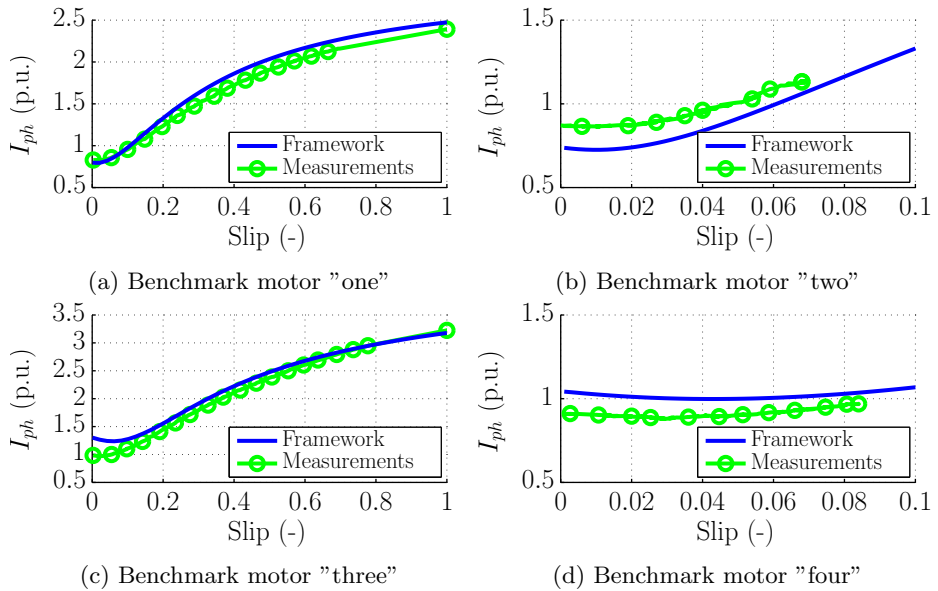 2.5
2
1.5
1
0.5
I_ph (p.u.)
0 0.2 0.4 0.6 0.8 1
Slip (-)
Framework
Measurements
(a) Benchmark motor "one"
1.5
1
0.5
I_ph (p.u.)
0 0.02 0.04 0.06 0.08 0.1
Slip (-)
Framework
Measurements
(b) Benchmark motor "two"
3.5
3
2.5
2
1.5
1
0.5
I_ph (p.u.)
0 0.2 0.4 0.6 0.8 1
Slip (-)
Framework
Measurements
(c) Benchmark motor "three"
1.5
1
0.5
I_ph (p.u.)
0 0.02 0.04 0.06 0.08 0.1
Slip (-)
Framework
Measurements
(d) Benchmark motor "four"